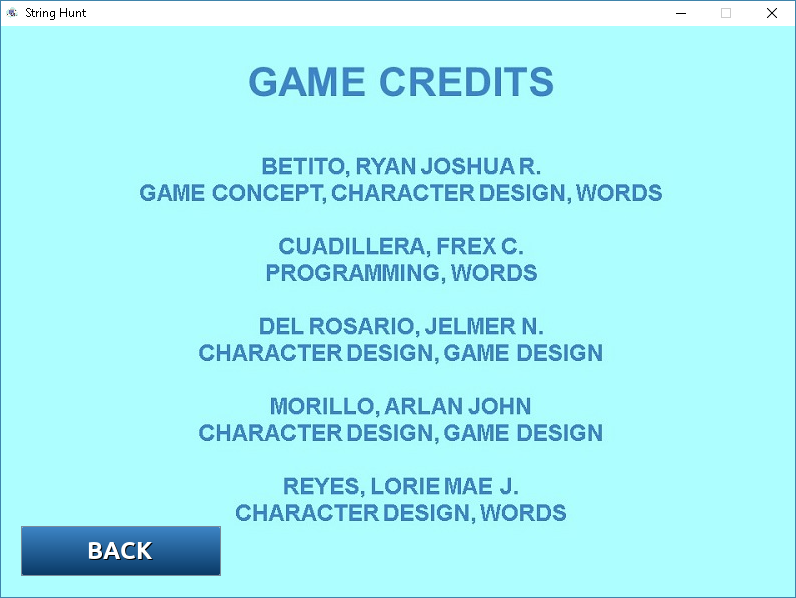 String Hunt
GAME CREDITS
BETITO, RYAN JOSHUA R.
GAME CONCEPT, CHARACTER DESIGN, WORDS
CUADILLERA, FREX C.
PROGRAMMING, WORDS
DEL ROSARIO, JELMER N.
CHARACTER DESIGN, GAME DESIGN
MORILLO, ARLAN JOHN
CHARACTER DESIGN, GAME DESIGN
REYES, LORIE MAE J.
CHARACTER DESIGN, WORDS
BACK